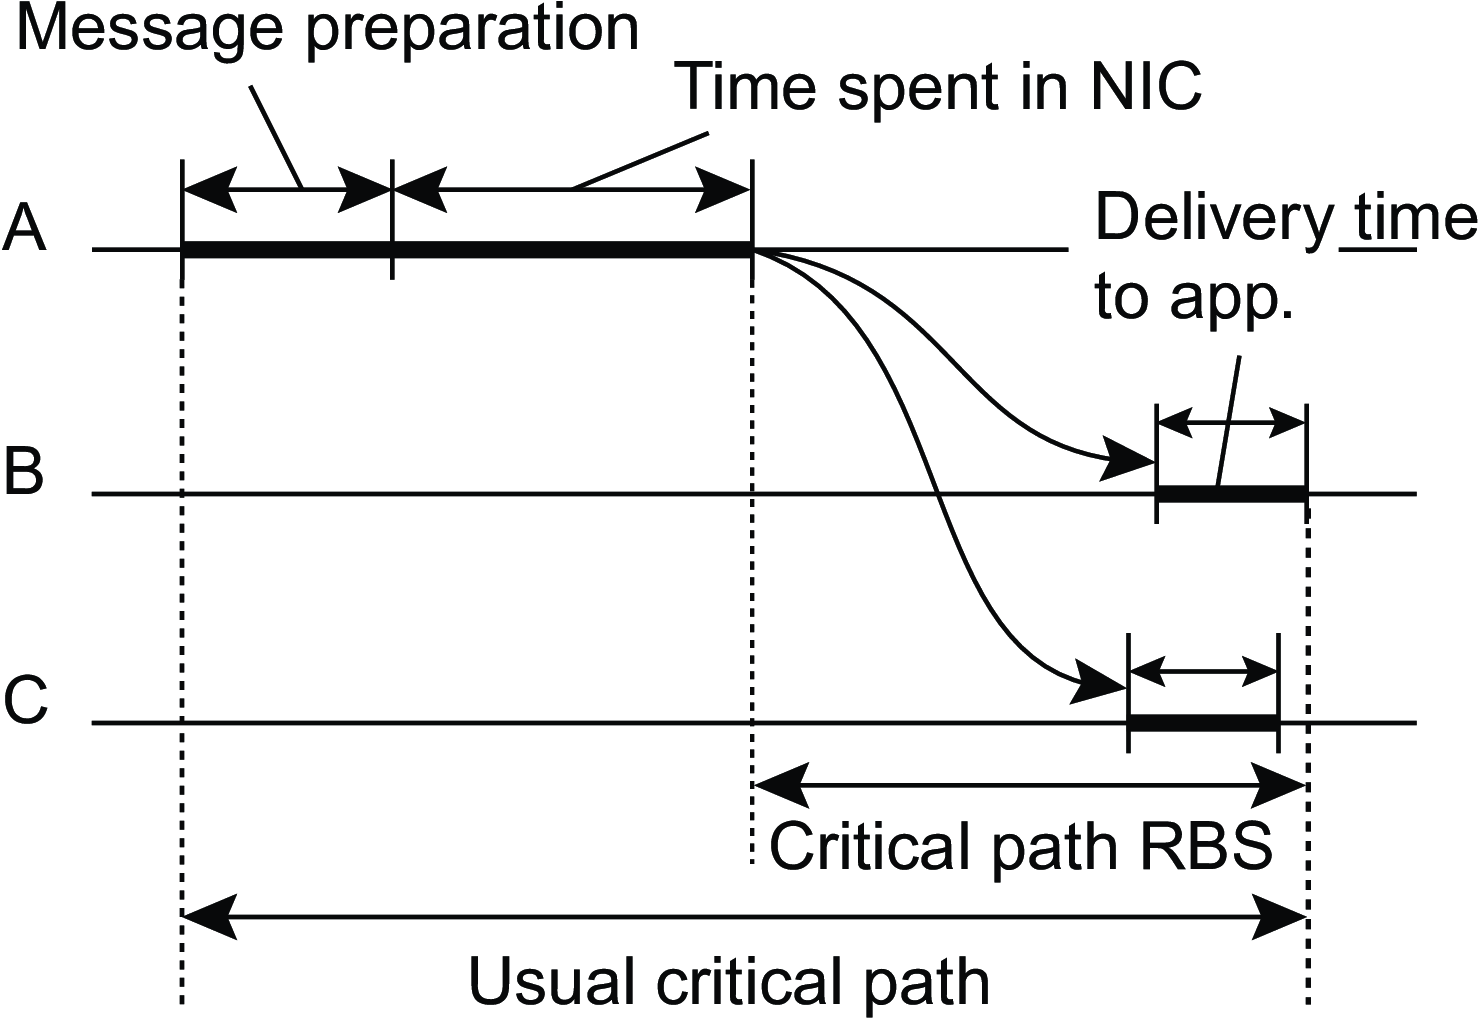 Message preparation
Time spent in NIC
A
Delivery time
to app.
B
C
Critical path RBS
Usual critical path